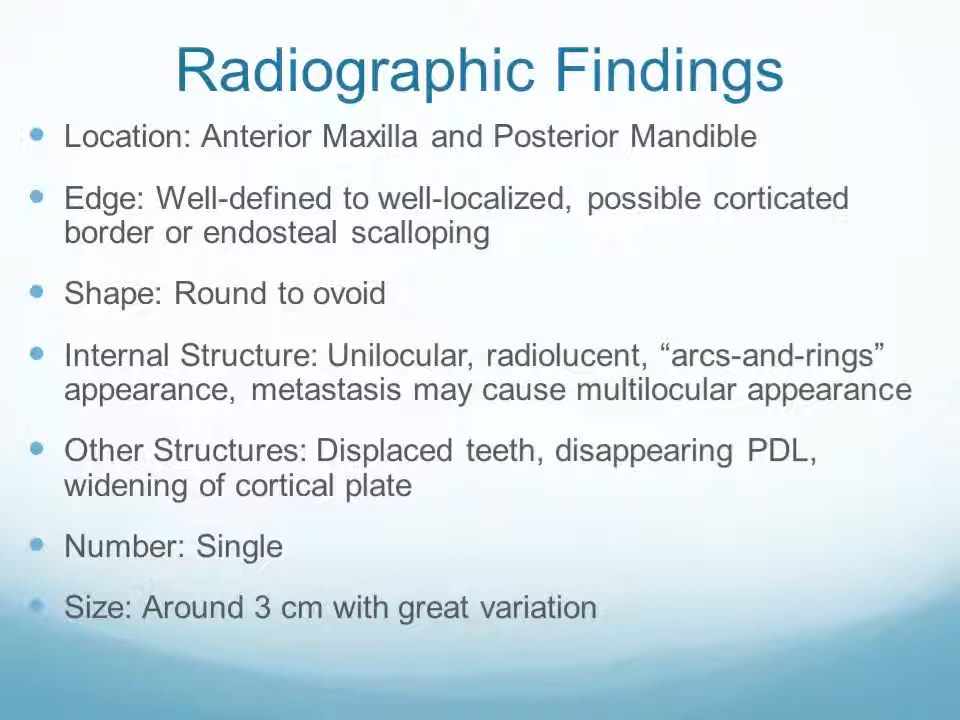 Radiographic Findings
Location: Anterior Maxilla and Posterior Mandible
Edge: Well-defined to well-localized, possible corticated
border or endosteal scalloping
Shape: Round to ovoid
Internal Structure: Unilocular, radiolucent, “arcs-and-rings”
appearance, metastasis may cause multilocular appearance
Other Structures: Displaced teeth, disappearing PDL,
widening of cortical plate
Number: Single
Size: Around 3 cm with great variation